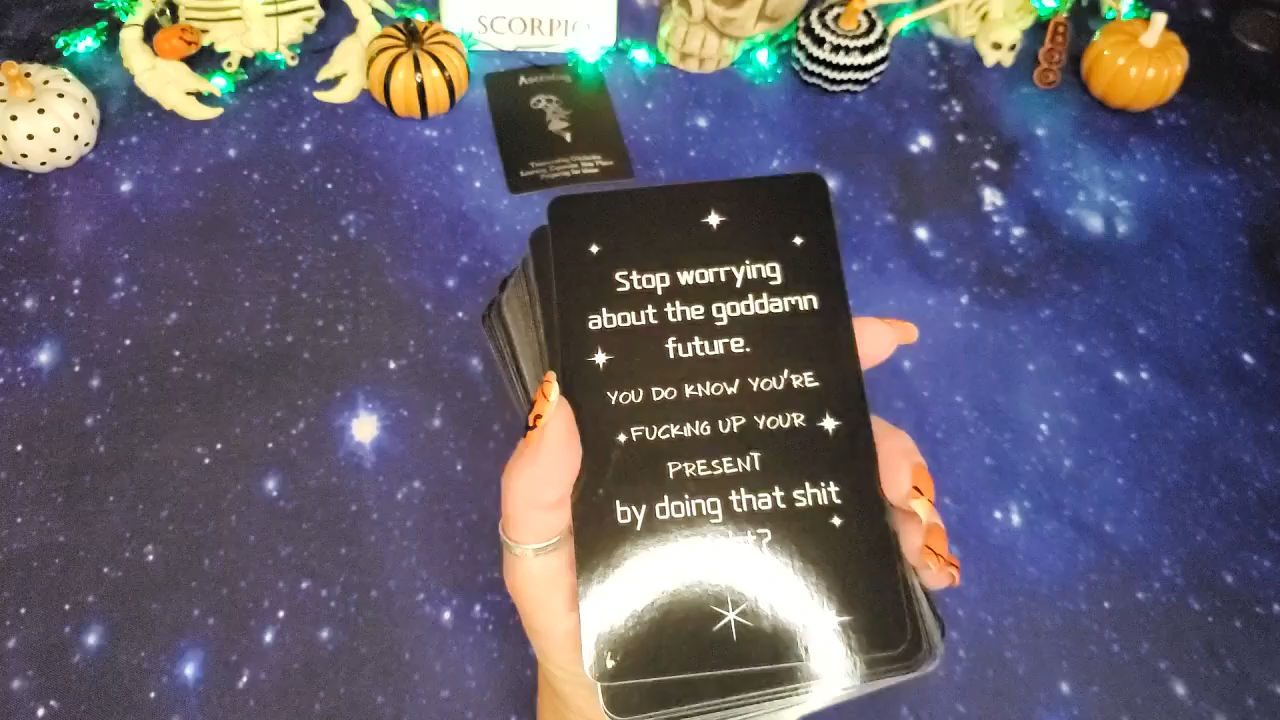 SCORPIO
Ascending
Stop worrying
about the goddamn
future.
YOU DO KNOW YOU'RE
FUCKING UP YOUR
PRESENT
by doing that shit